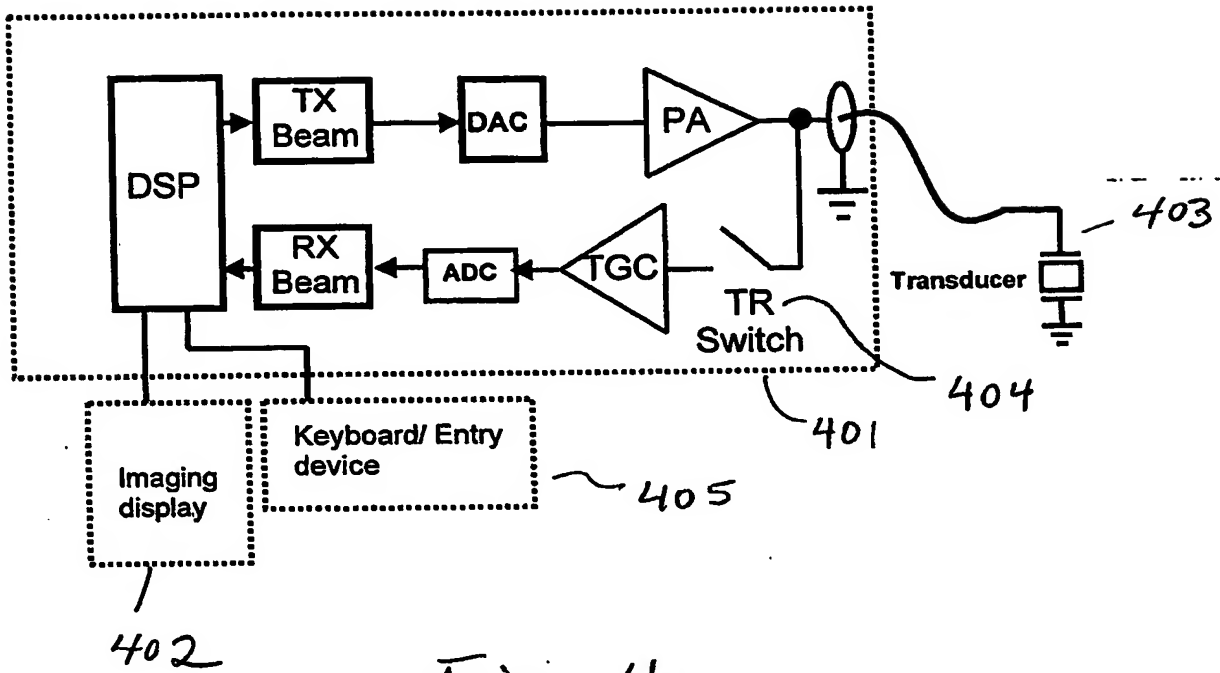 TX
Beam
DAC
PA
DSP
RX
Beam
ADC
TGC
TR
Switch
Transducer
403
404
401
Keyboard/ Entry
device
405
Imaging
display
402